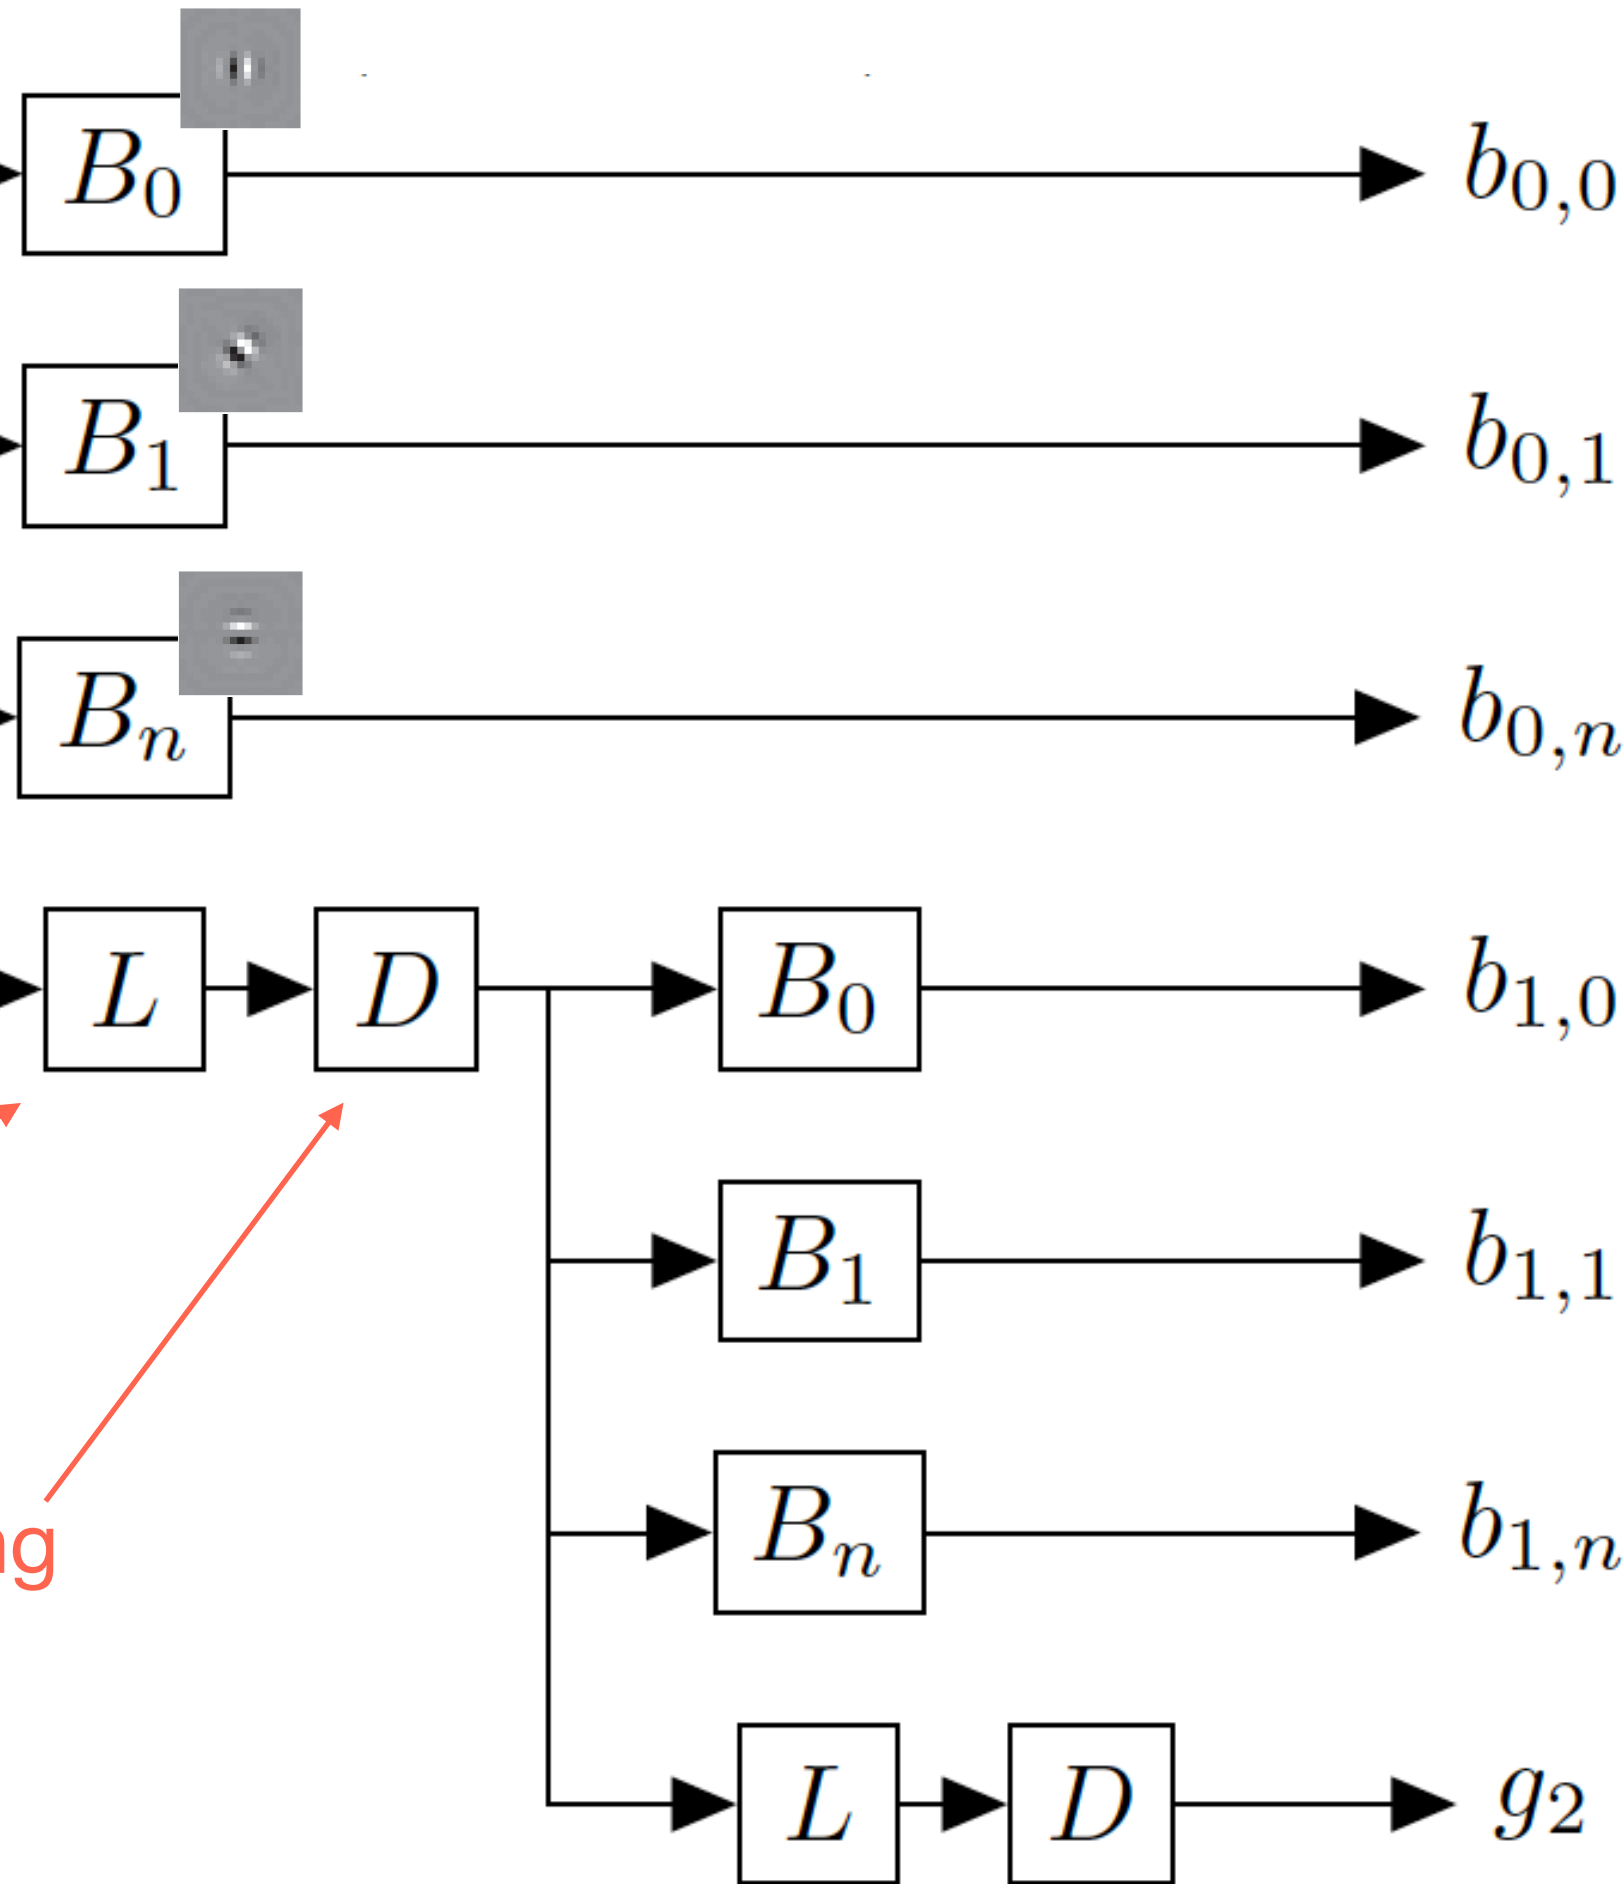 B₀ b₀,₀
B₁ b₀,₁
Bₙ b₀,ₙ
L D B₀ b₁,₀
B₁ b₁,₁
Bₙ b₁,ₙ
L D g₂